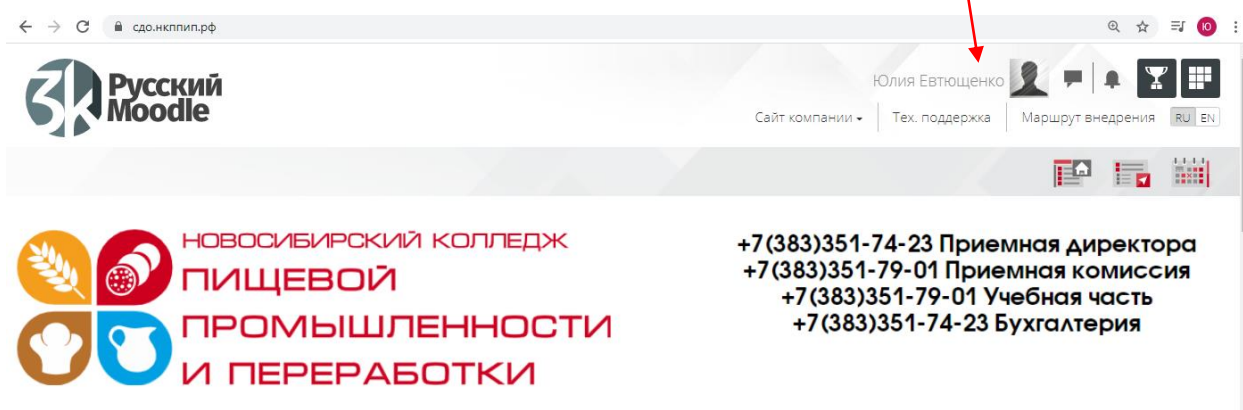 сдо.нкппип.рф
Ю
3k Русский
Moodle
Юлия Евтющенко
Сайт компании
Тех. поддержка
Маршрут внедрения
RU EN
НОВОСИБИРСКИЙ КОЛЛЕДЖ
ПИЩЕВОЙ
ПРОМЫШЛЕННОСТИ
И ПЕРЕРАБОТКИ
+7(383)351-74-23 Приемная директора
+7(383)351-79-01 Приемная комиссия
+7(383)351-79-01 Учебная часть
+7(383)351-74-23 Бухгалтерия